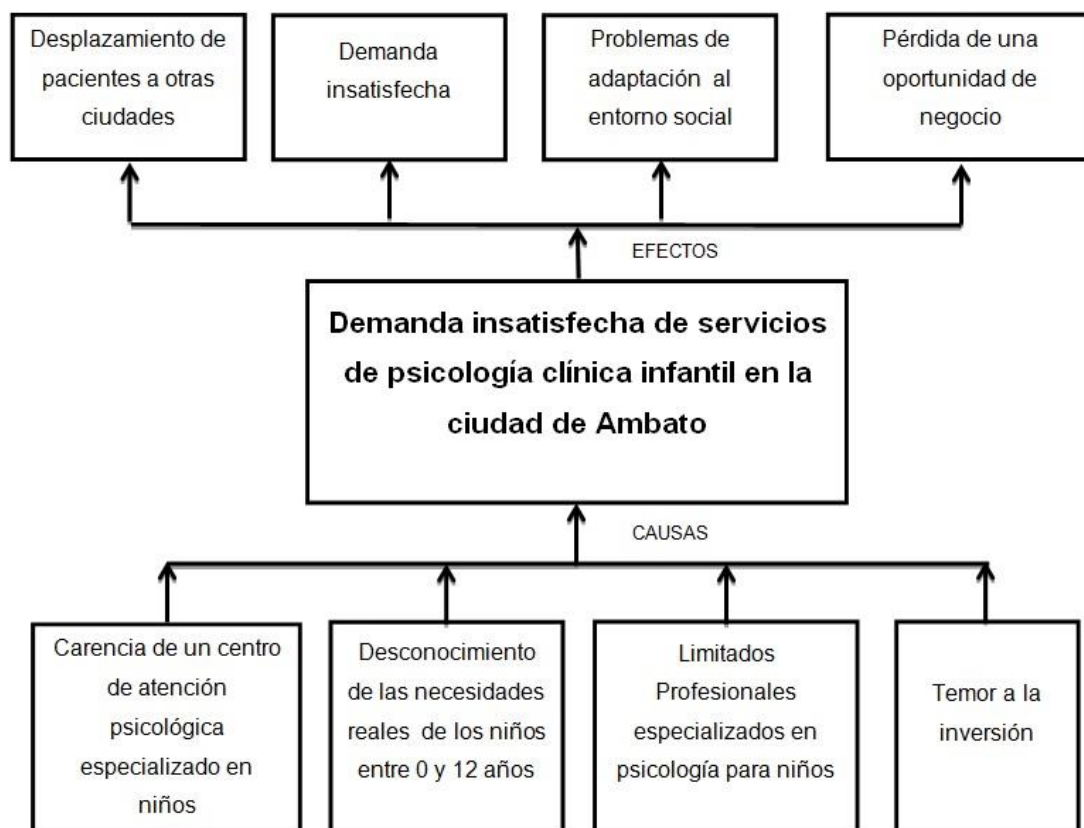 Desplazamiento de
pacientes a otras
ciudades
Demanda
insatisfecha
Problemas de
adaptación al
entorno social
Pérdida de una
oportunidad de
negocio
EFECTOS
Demanda insatisfecha de servicios
de psicología clínica infantil en la
ciudad de Ambato
CAUSAS
Carencia de un centro
de atención
psicológica
especializado en
niños
Desconocimiento
de las necesidades
reales de los niños
entre 0 y 12 años
Limitados
Profesionales
especializados en
psicología para niños
Temor a la
inversión